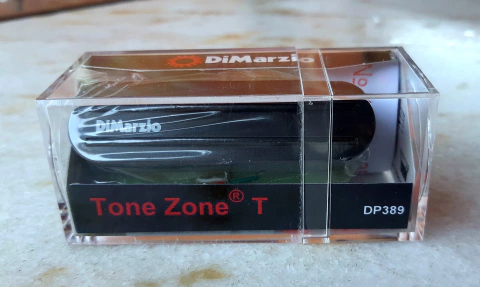 DiMarzio
DiMarzio
Tone Zone® T
DP389